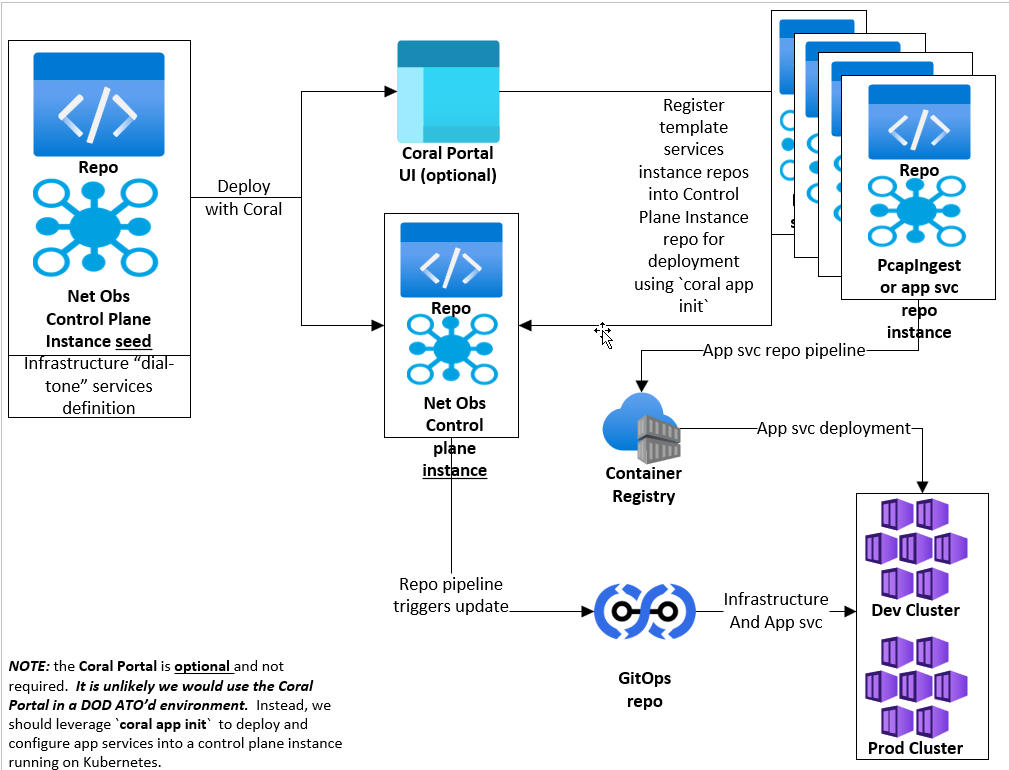 Repo
Net Obs
Control Plane
Instance seed
Infrastructure “dial-
tone” services
definition
Deploy
with Coral
Coral Portal
UI (optional)
Repo
Net Obs
Control
plane
instance
Register
template
services
instance repos
into Control
Plane Instance
repo for
deployment
using `coral app
init`
Repo
PcapIngest
or app svc
repo
instance
App svc repo pipeline
Container
Registry
App svc deployment
Repo pipeline
triggers update
GitOps
repo
Infrastructure
And App svc
Dev Cluster
Prod Cluster
NOTE: the Coral Portal is optional and not
required. It is unlikely we would use the Coral
Portal in a DOD ATO’d environment. Instead, we
should leverage `coral app init` to deploy and
configure app services into a control plane instance
running on Kubernetes.